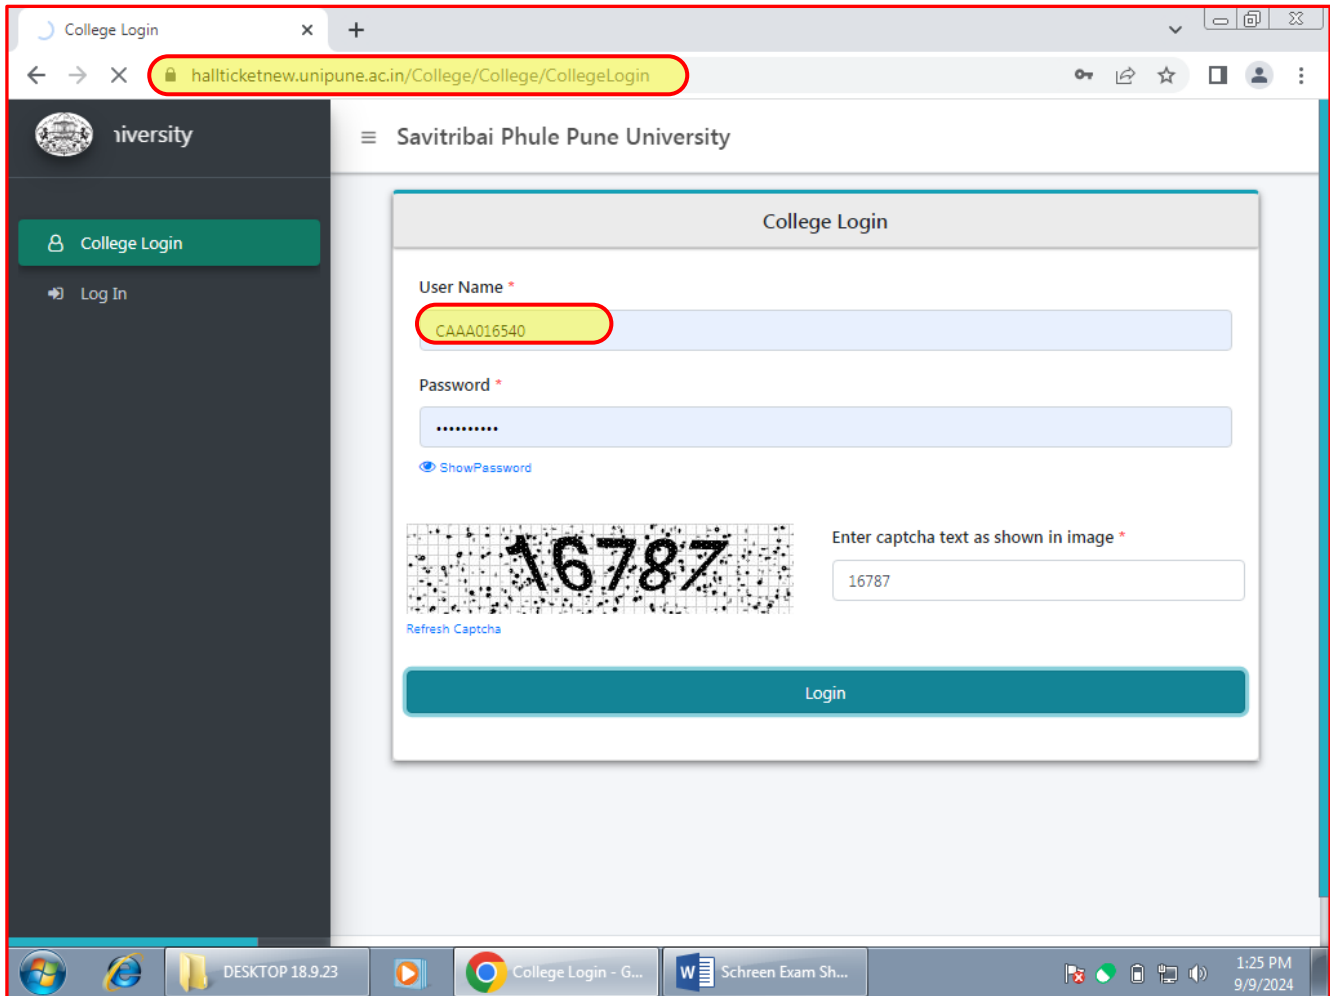 College Login
hallticketnew.unipune.ac.in/College/College/CollegeLogin
Savitribai Phule Pune University
College Login
Log In
College Login
User Name *
CAAA016540
Password *
••••••••••
ShowPassword
16787
Refresh Captcha
Enter captcha text as shown in image *
16787
Login
DESKTOP 18.9.23
College Login - G...
Schreen Exam Sh...
1:25 PM
9/9/2024